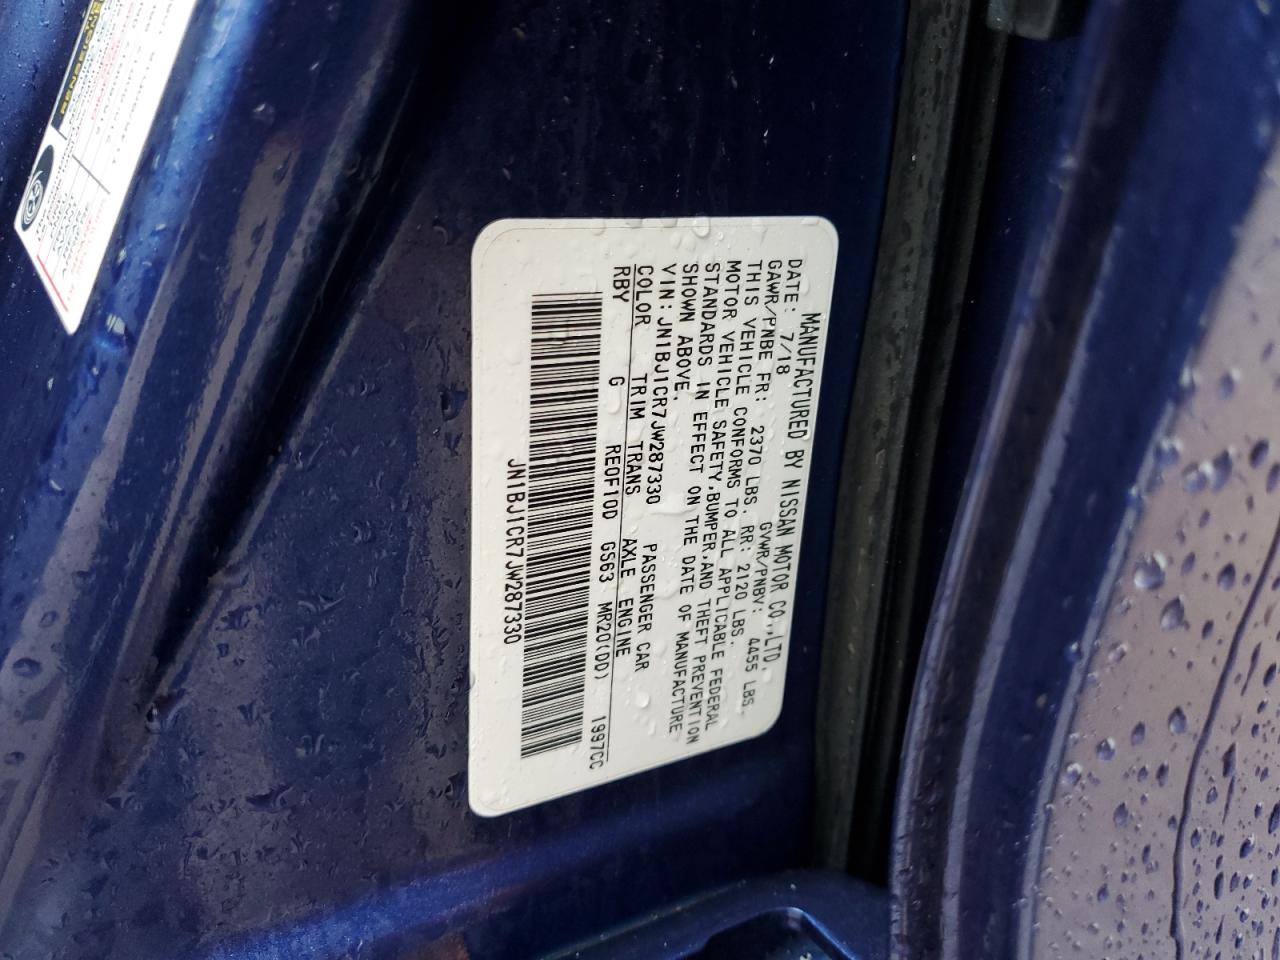 MANUFACTURED BY NISSAN MOTOR CO.,LTD.
DATE: 7/18 GVWR/PNBV: 4455 LBS.
GAWR/PNBE FR: 2370 LBS. RR: 2120 LBS.
THIS VEHICLE CONFORMS TO ALL APPLICABLE FEDERAL
MOTOR VEHICLE SAFETY,BUMPER,AND THEFT PREVENTION
STANDARDS IN EFFECT ON THE DATE OF MANUFACTURE
SHOWN ABOVE.
VIN: JN1BJ1CR7JW287330 PASSENGER CAR
COLOR TRIM TRANS AXLE ENGINE
RBY G RE0F10D GS63 MR20(DD) 1997CC
JN1BJ1CR7JW287330